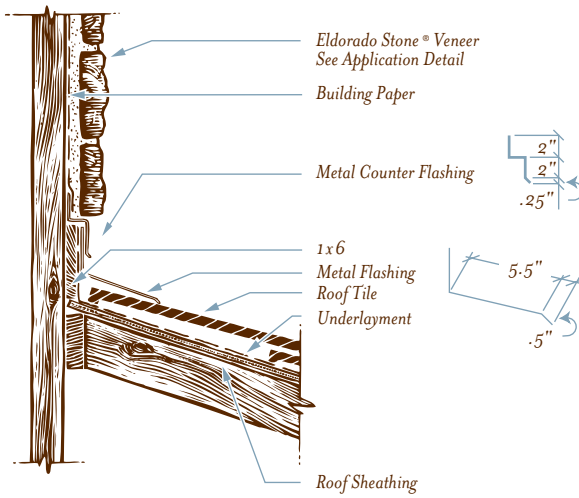 Eldorado Stone ® Veneer
See Application Detail
Building Paper
2"
2"
Metal Counter Flashing
.25"
1x6
Metal Flashing
5.5"
Roof Tile
Underlayment
.5"
Roof Sheathing